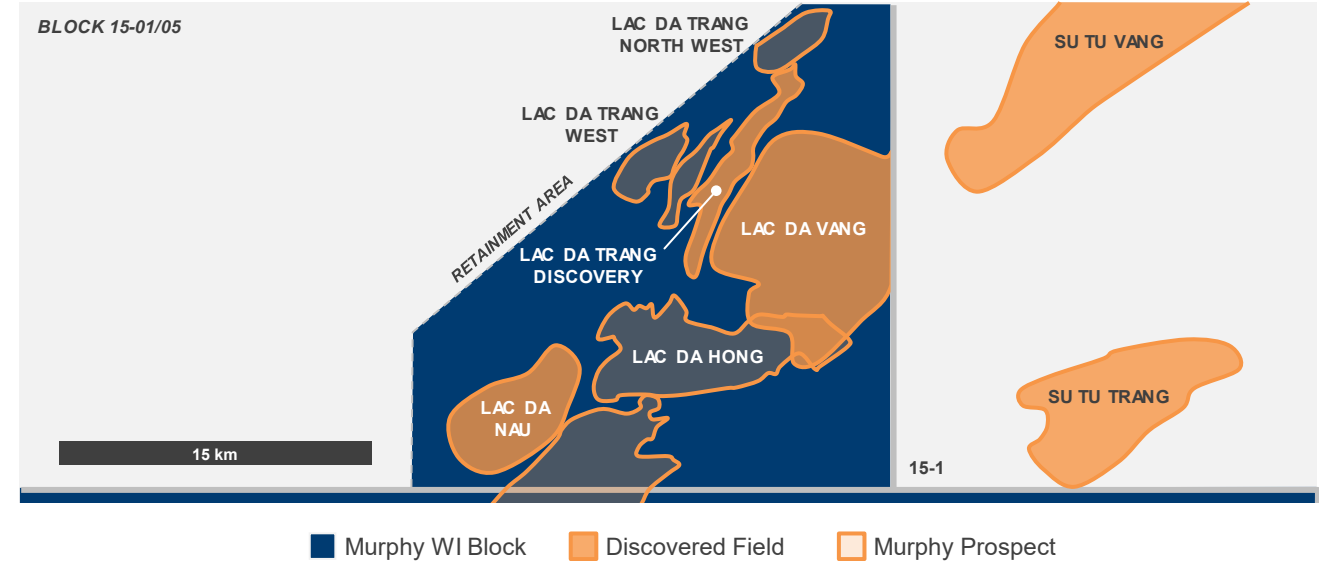 BLOCK 15-01/05
LAC DA TRANG
NORTH WEST
SU TU VANG
LAC DA TRANG
WEST
RETAINMENT AREA
LAC DA VANG
LAC DA TRANG
DISCOVERY
LAC DA HONG
LAC DA
NAU
SU TU TRANG
15 km
15-1
Murphy WI Block
Discovered Field
Murphy Prospect